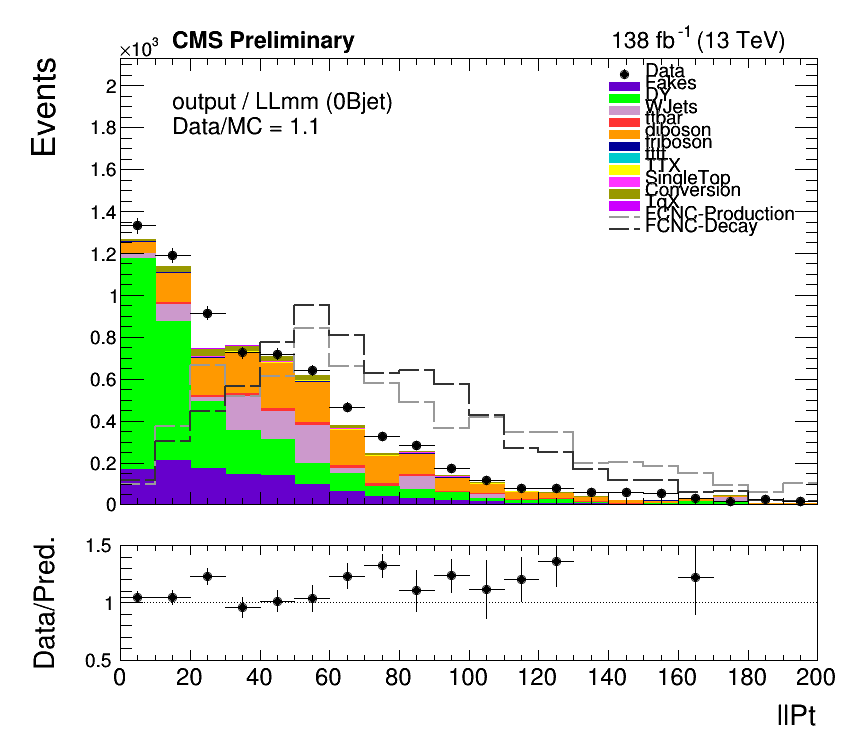 ×10³
CMS Preliminary
138 fb⁻¹ (13 TeV)
Events
output / LLmm (0Bjet)
Data/MC = 1.1
Data
Fakes
DY
WJets
ttbar
diboson
triboson
tttt
TTX
SingleTop
Conversion
TqX
FCNC-Production
FCNC-Decay
2
1.8
1.6
1.4
1.2
1
0.8
0.6
0.4
0.2
0
Data/Pred.
1.5
1
0.5
0 20 40 60 80 100 120 140 160 180 200
llPt